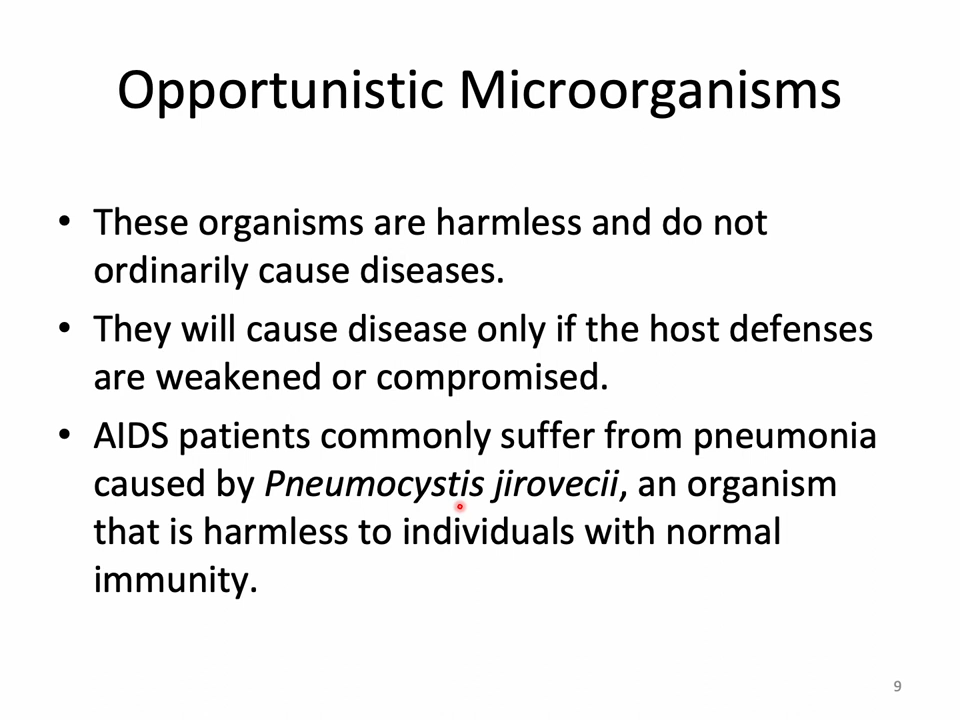 Opportunistic Microorganisms
• These organisms are harmless and do not
ordinarily cause diseases.
• They will cause disease only if the host defenses
are weakened or compromised.
• AIDS patients commonly suffer from pneumonia
caused by Pneumocystis jirovecii, an organism
that is harmless to individuals with normal
immunity.
9